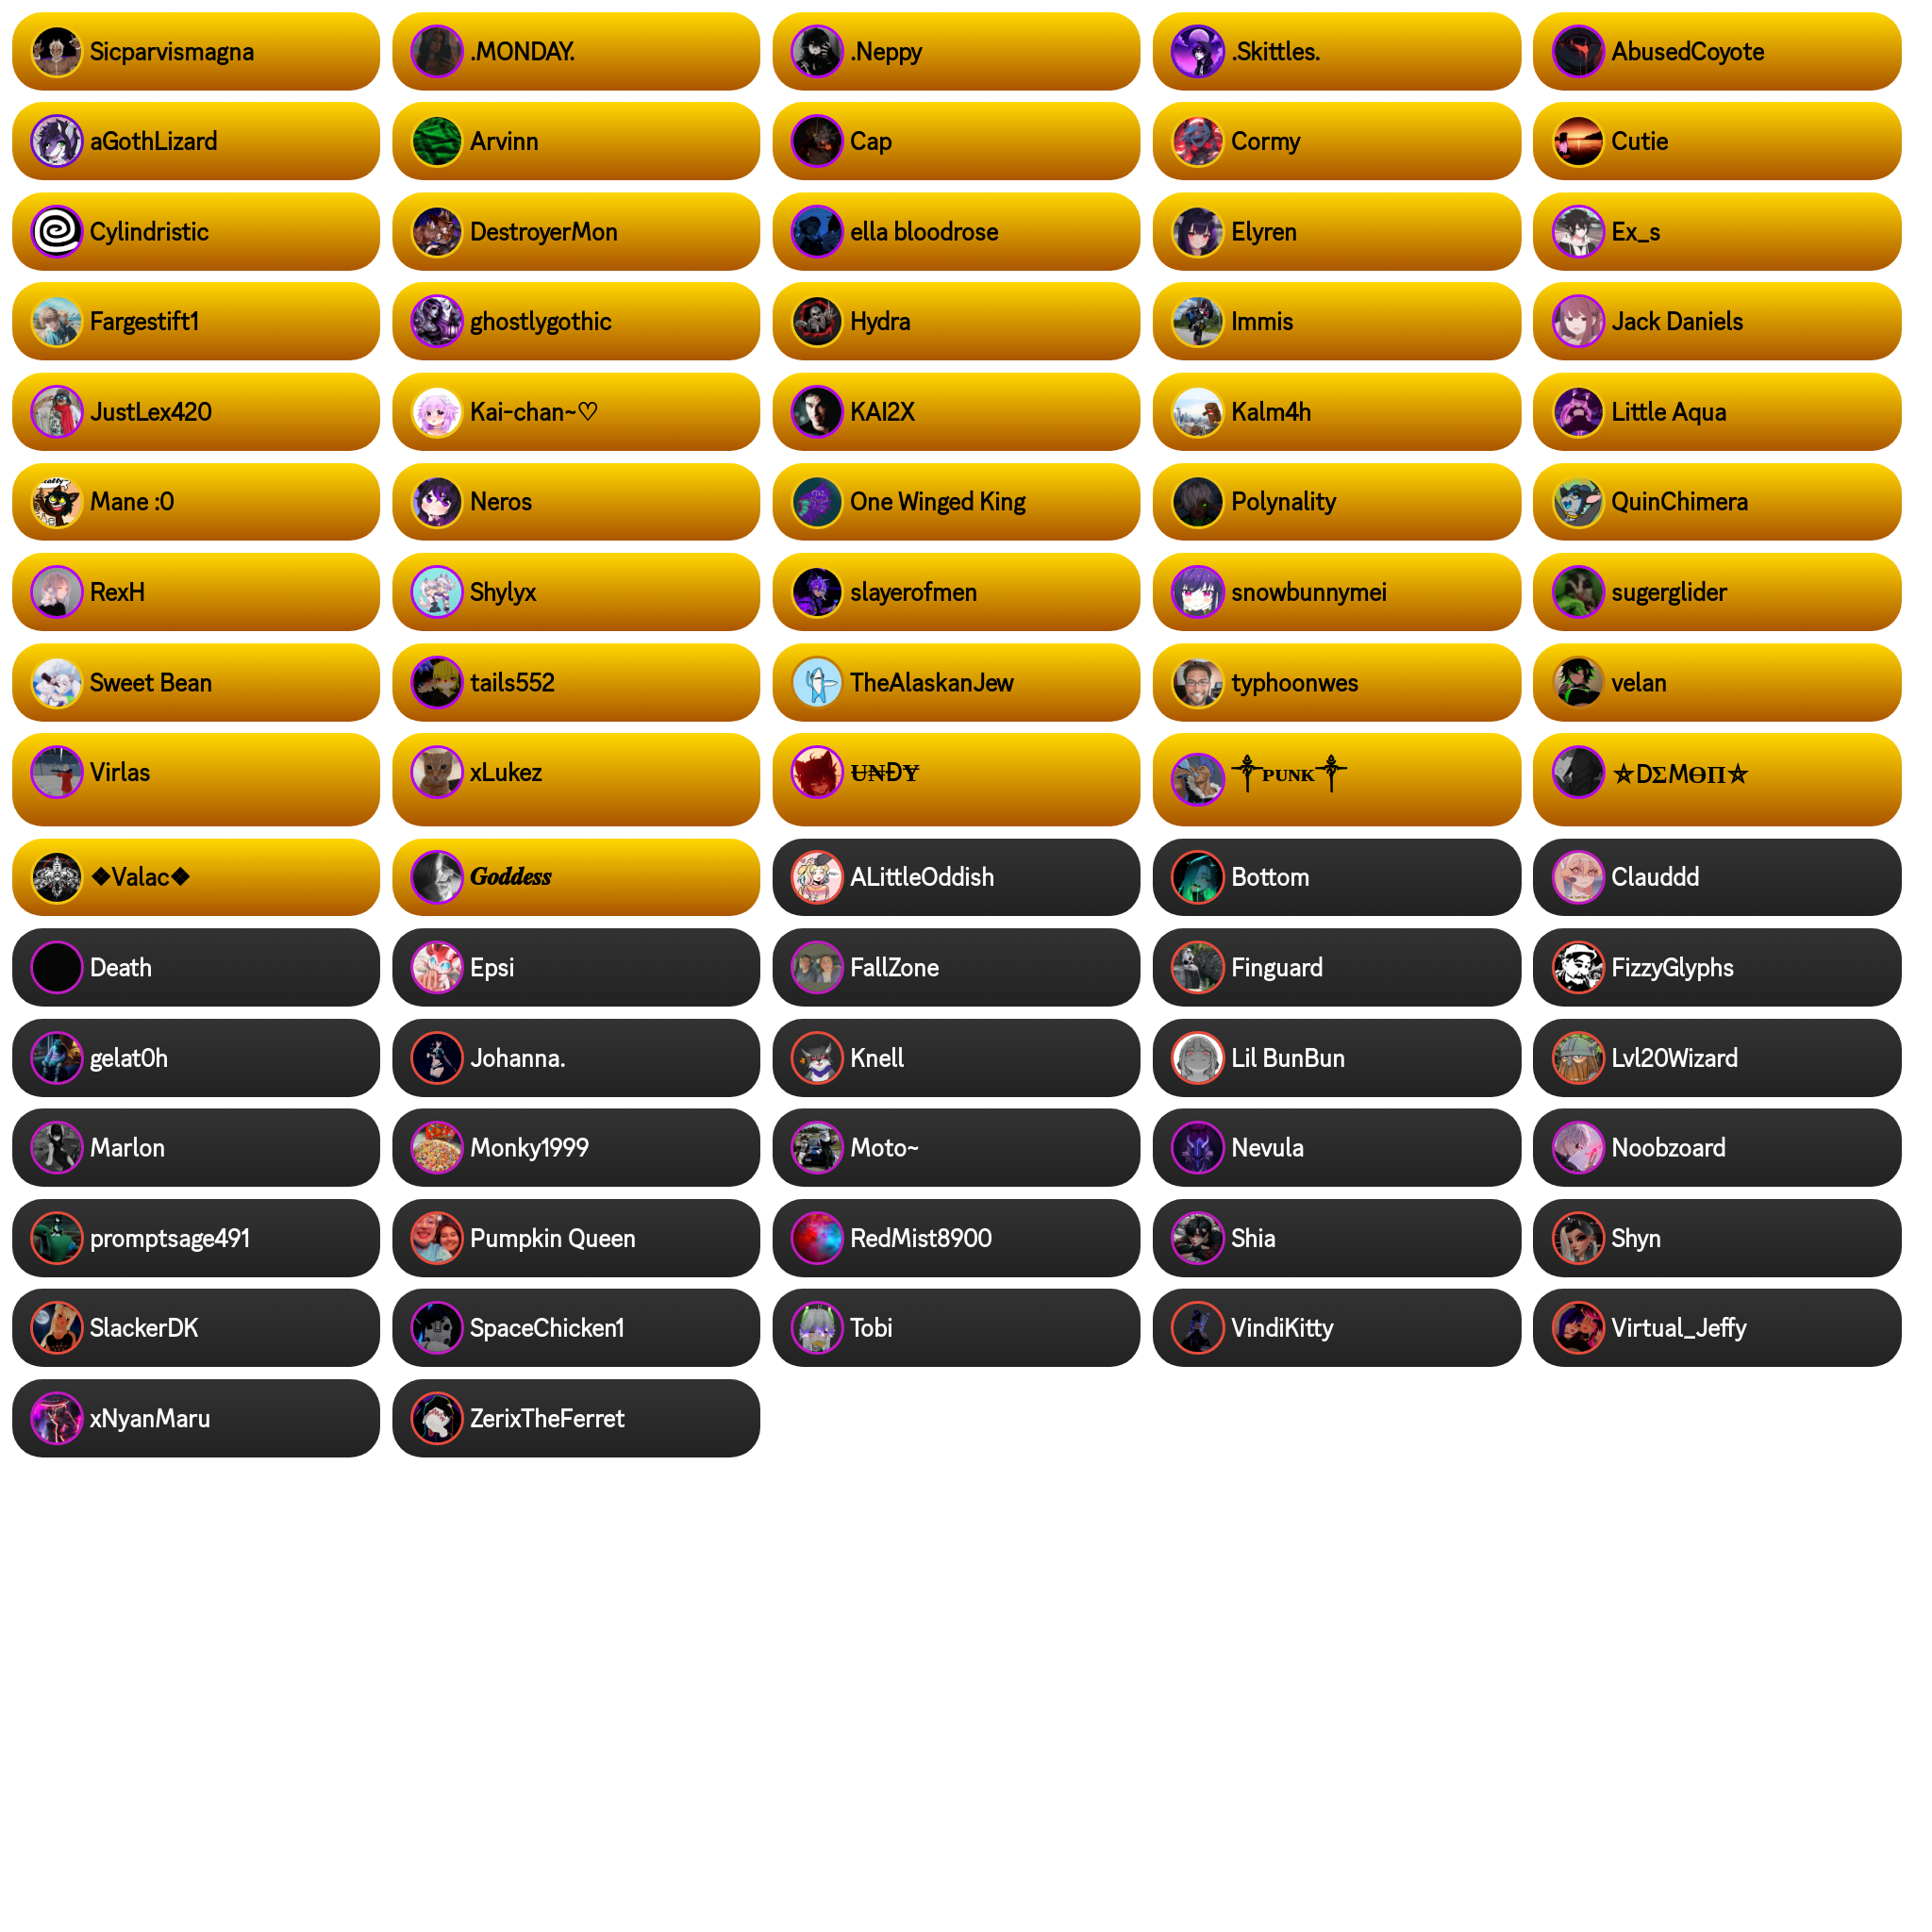 Sicparvismagna
.MONDAY.
.Neppy
.Skittles.
AbusedCoyote
aGothLizard
Arvinn
Cap
Cormy
Cutie
Cylindristic
DestroyerMon
ella bloodrose
Elyren
Ex_s
Fargestift1
ghostlygothic
Hydra
Immis
Jack Daniels
JustLex420
Kai-chan~♡
KAI2X
Kalm4h
Little Aqua
Mane :0
Neros
One Winged King
Polynality
QuinChimera
RexH
Shylyx
slayerofmen
snowbunnymei
sugerglider
Sweet Bean
tails552
TheAlaskanJew
typhoonwes
velan
Virlas
xLukez
Ʉ₦ĐɎ
༒ᴘᴜɴᴋ༒
⛥DΣMӨП⛥
❖Valac❖
𝑮𝒐𝒅𝒅𝒆𝒔𝒔
ALittleOddish
Bottom
Clauddd
Death
Epsi
FallZone
Finguard
FizzyGlyphs
gelat0h
Johanna.
Knell
Lil BunBun
Lvl20Wizard
Marlon
Monky1999
Moto~
Nevula
Noobzoard
promptsage491
Pumpkin Queen
RedMist8900
Shia
Shyn
SlackerDK
SpaceChicken1
Tobi
VindiKitty
Virtual_Jeffy
xNyanMaru
ZerixTheFerret